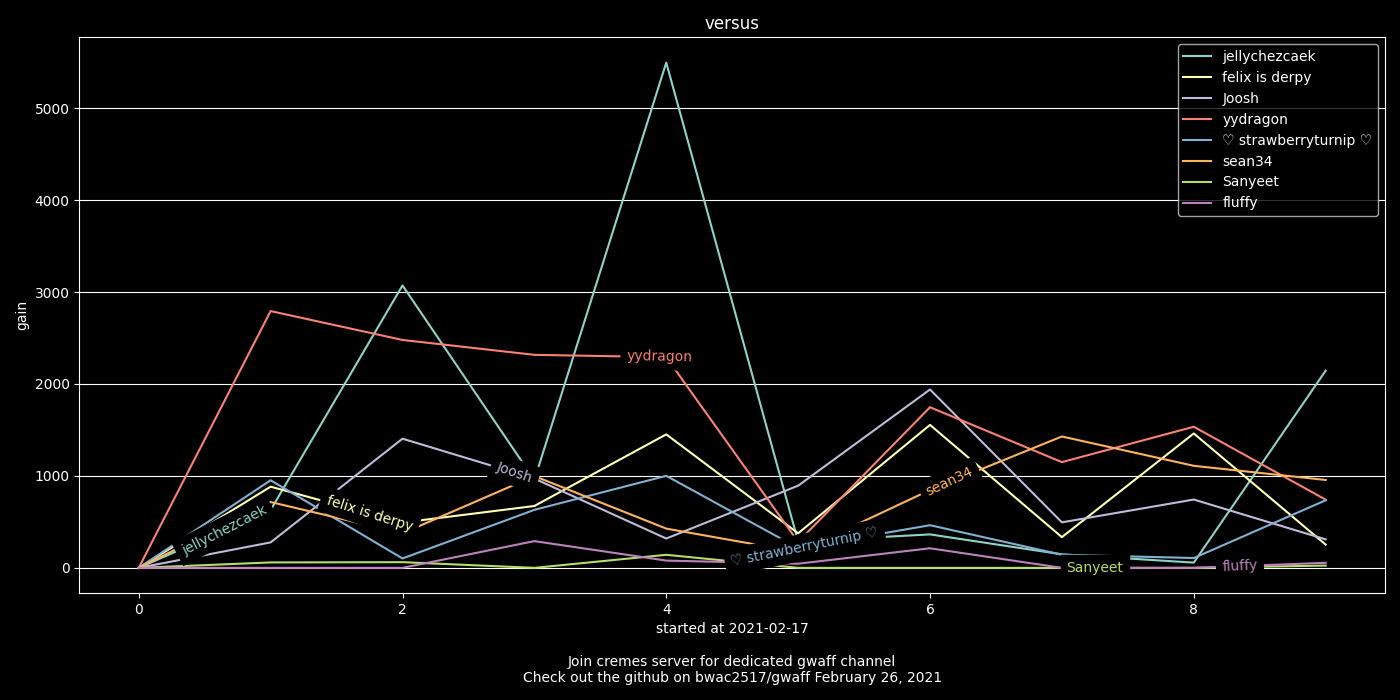 versus
jellychezcaek
felix is derpy
Joosh
yydragon
♡ strawberryturnip ♡
sean34
Sanyeet
fluffy
5000
4000
3000
2000
1000
0
gain
yydragon
Joosh
felix is derpy
jellychezcaek
sean34
♡ strawberryturnip ♡
Sanyeet
fluffy
0
2
4
6
8
started at 2021-02-17
Join cremes server for dedicated gwaff channel
Check out the github on bwac2517/gwaff February 26, 2021